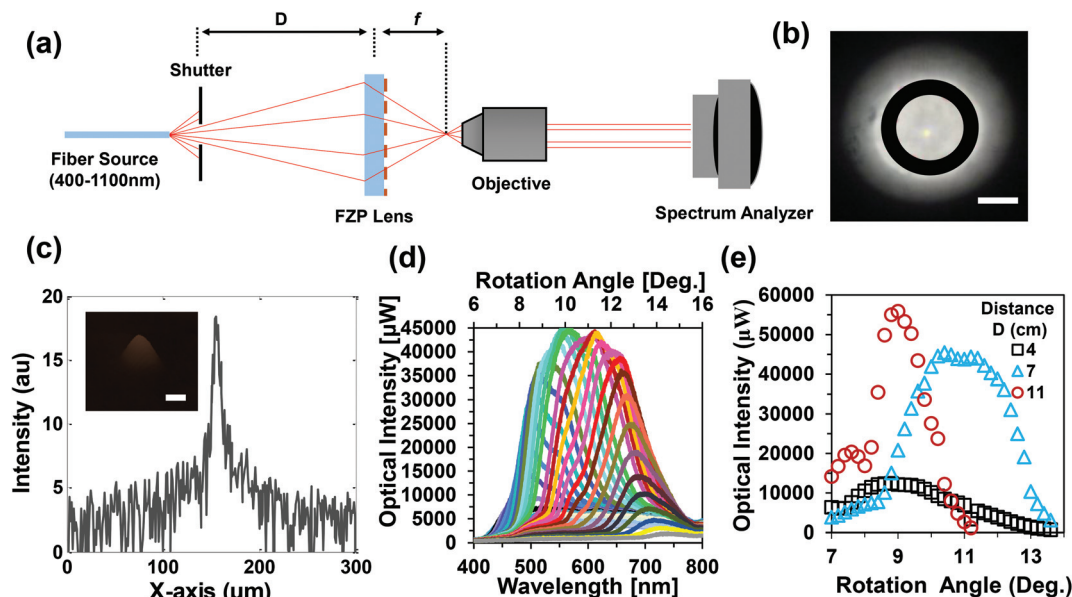 (a)
D
f
Shutter
Fiber Source
(400-1100nm)
FZP Lens
Objective
Spectrum Analyzer
(b)
(c)
20
15
10
5
0
Intensity (au)
0
100
200
300
X-axis (μm)
(d)
Rotation Angle [Deg.]
6 8 10 12 14 16
45000
40000
35000
30000
25000
20000
15000
10000
5000
0
Optical Intensity [μW]
400 500 600 700 800
Wavelength [nm]
(e)
60000
50000
40000
30000
20000
10000
0
Optical Intensity (μW)
Distance
D (cm)
4
7
11
7 9 11 13
Rotation Angle (Deg.)